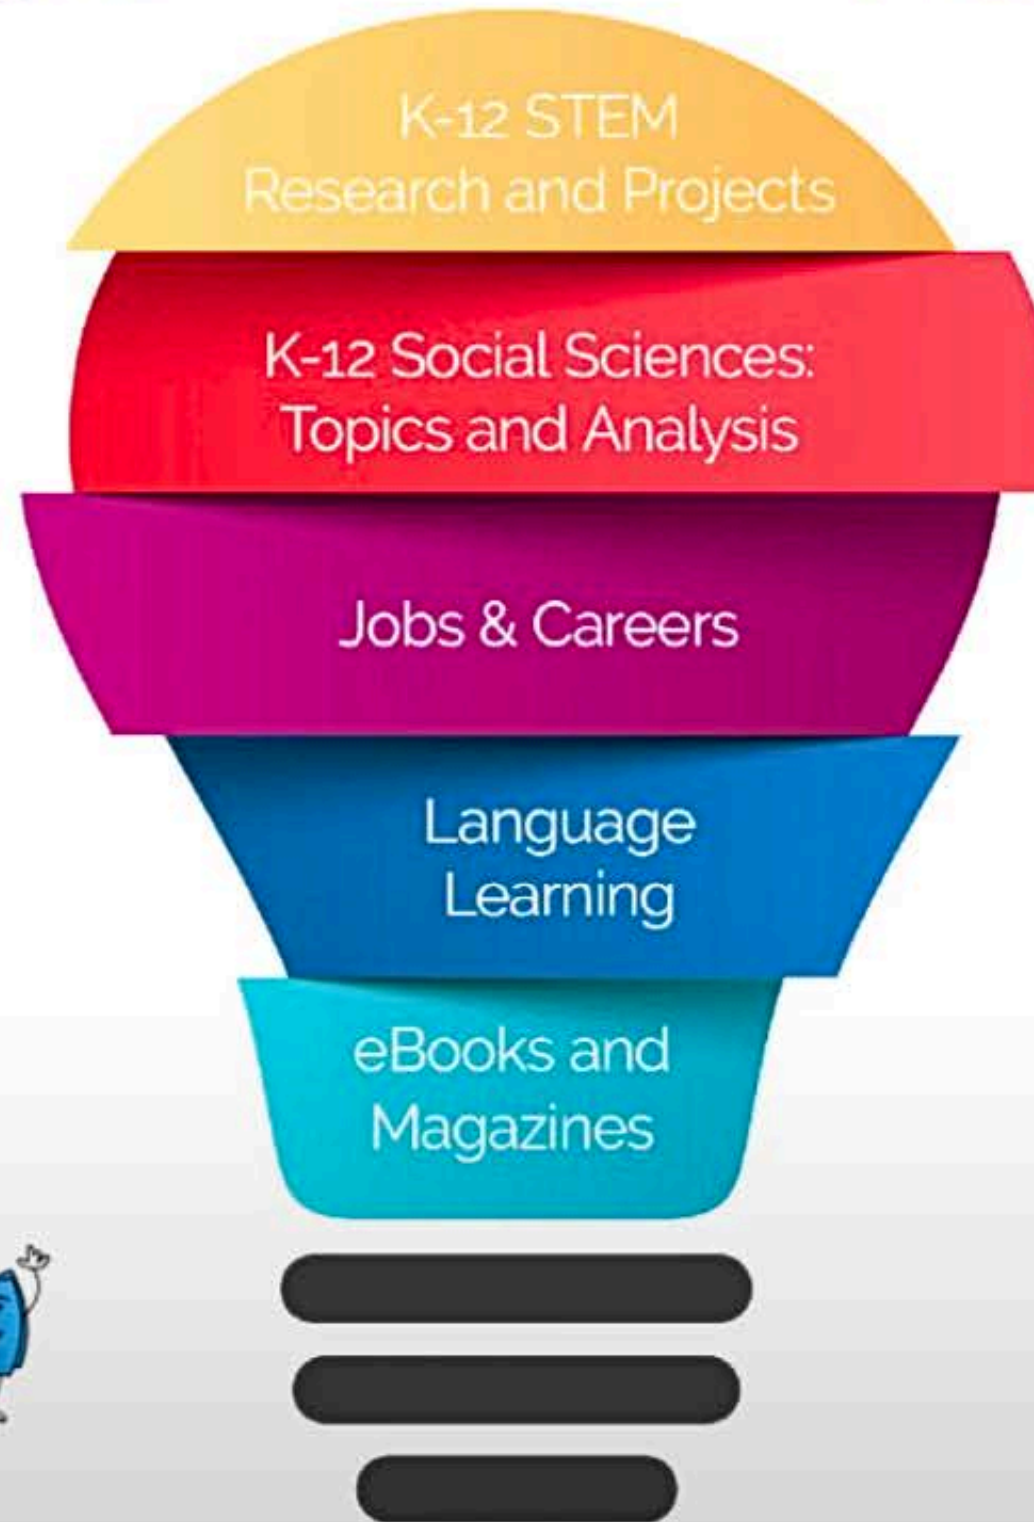 K-12 STEM
Research and Projects
K-12 Social Sciences:
Topics and Analysis
Jobs & Careers
Language
Learning
eBooks and
Magazines